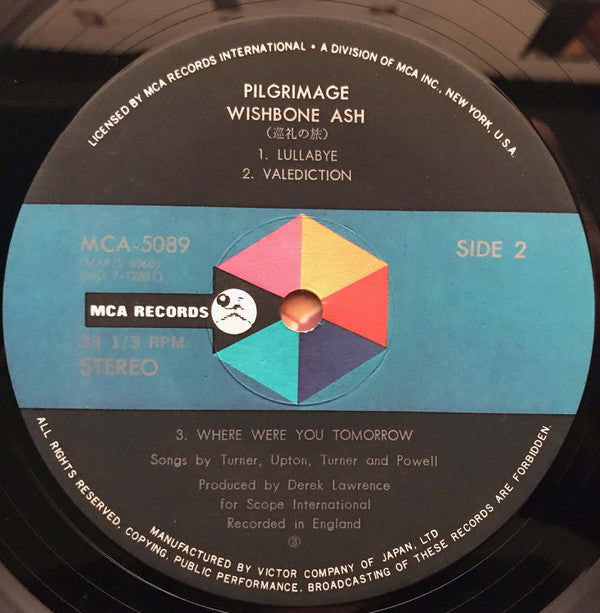 LICENSED BY MCA RECORDS INTERNATIONAL • A DIVISION OF MCA INC., NEW YORK, U.S.A.
PILGRIMAGE
WISHBONE ASH
(巡礼の旅)
1. LULLABYE
2. VALEDICTION
MCA-5089
SIDE 2
(MAPS 5060)
MCA RECORDS
33 1/3 RPM
STEREO
3. WHERE WERE YOU TOMORROW
Songs by Turner, Upton, Turner and Powell
Produced by Derek Lawrence
for Scope International
Recorded in England
③
MANUFACTURED BY VICTOR COMPANY OF JAPAN, LTD
ALL RIGHTS RESERVED. COPYING, PUBLIC PERFORMANCE, BROADCASTING OF THESE RECORDS ARE FORBIDDEN.